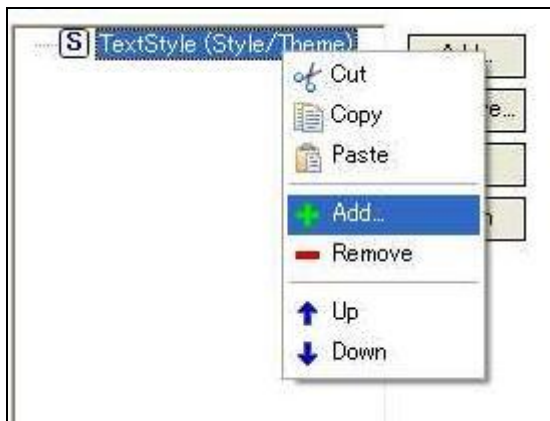 S TextStyle (Style/Theme)
Cut
Copy
Paste
Add...
Remove
Up
Down